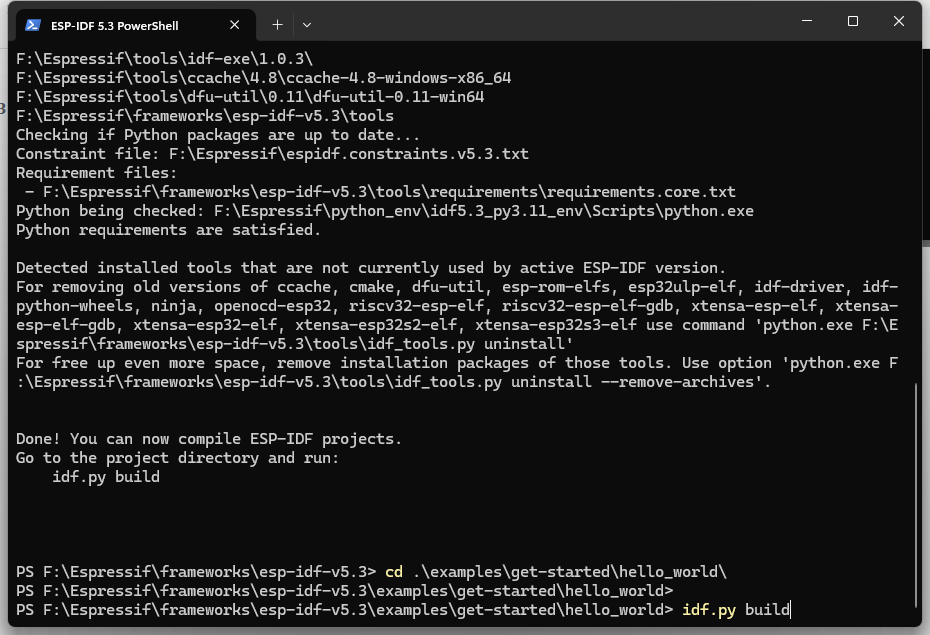 ESP-IDF 5.3 PowerShell
F:\Espressif\tools\idf-exe\1.0.3\
F:\Espressif\tools\ccache\4.8\ccache-4.8-windows-x86_64
F:\Espressif\tools\dfu-util\0.11\dfu-util-0.11-win64
F:\Espressif\frameworks\esp-idf-v5.3\tools
Checking if Python packages are up to date...
Constraint file: F:\Espressif\espidf.constraints.v5.3.txt
Requirement files:
 - F:\Espressif\frameworks\esp-idf-v5.3\tools\requirements\requirements.core.txt
Python being checked: F:\Espressif\python_env\idf5.3_py3.11_env\Scripts\python.exe
Python requirements are satisfied.
Detected installed tools that are not currently used by active ESP-IDF version.
For removing old versions of ccache, cmake, dfu-util, esp-rom-elfs, esp32ulp-elf, idf-driver, idf-
python-wheels, ninja, openocd-esp32, riscv32-esp-elf, riscv32-esp-elf-gdb, xtensa-esp-elf, xtensa-
esp-elf-gdb, xtensa-esp32-elf, xtensa-esp32s2-elf, xtensa-esp32s3-elf use command 'python.exe F:\E
spressif\frameworks\esp-idf-v5.3\tools\idf_tools.py uninstall'
For free up even more space, remove installation packages of those tools. Use option 'python.exe F
:\Espressif\frameworks\esp-idf-v5.3\tools\idf_tools.py uninstall --remove-archives'.
Done! You can now compile ESP-IDF projects.
Go to the project directory and run:
    idf.py build
PS F:\Espressif\frameworks\esp-idf-v5.3> cd .\examples\get-started\hello_world\
PS F:\Espressif\frameworks\esp-idf-v5.3\examples\get-started\hello_world>
PS F:\Espressif\frameworks\esp-idf-v5.3\examples\get-started\hello_world> idf.py build